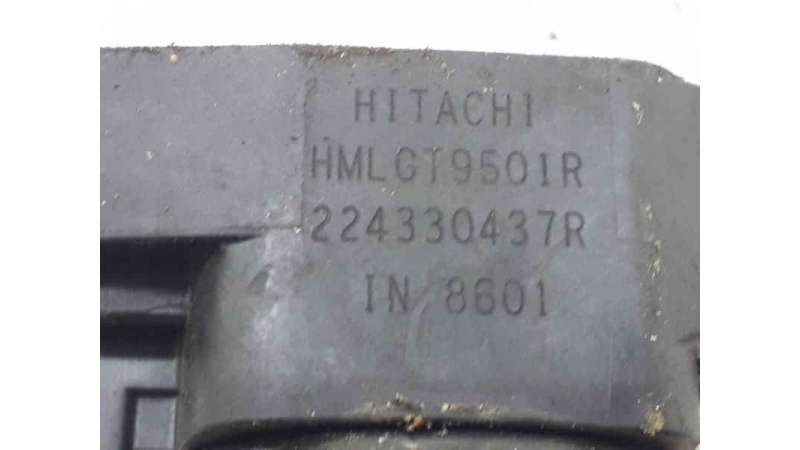 HITACHI
HMLGT9501R
224330437R
IN 8601